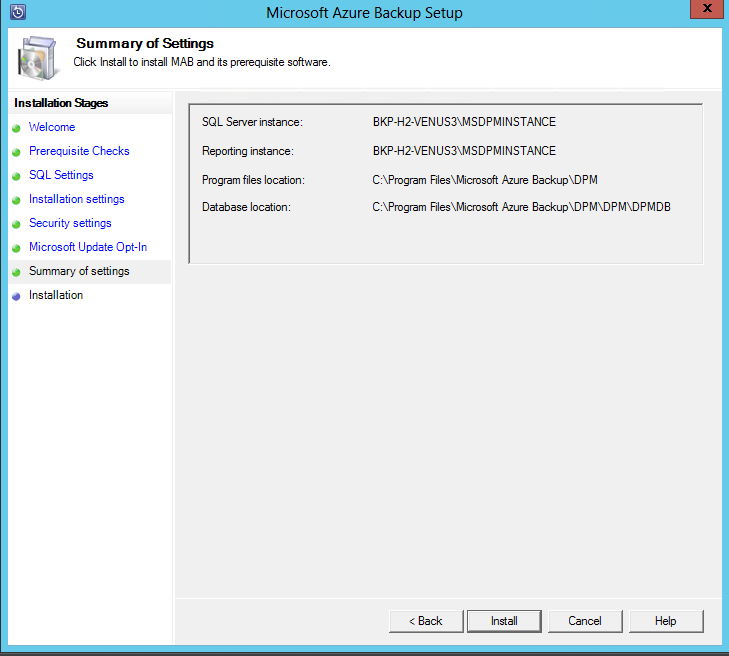 Microsoft Azure Backup Setup
x
Summary of Settings
Click Install to install MAB and its prerequisite software.
Installation Stages
Welcome
Prerequisite Checks
SQL Settings
Installation settings
Security settings
Microsoft Update Opt-In
Summary of settings
Installation
SQL Server instance: BKP-H2-VENUS3\MSDPMINSTANCE
Reporting instance: BKP-H2-VENUS3\MSDPMINSTANCE
Program files location: C:\Program Files\Microsoft Azure Backup\DPM
Database location: C:\Program Files\Microsoft Azure Backup\DPM\DPM\DPMDB
< Back Install Cancel Help